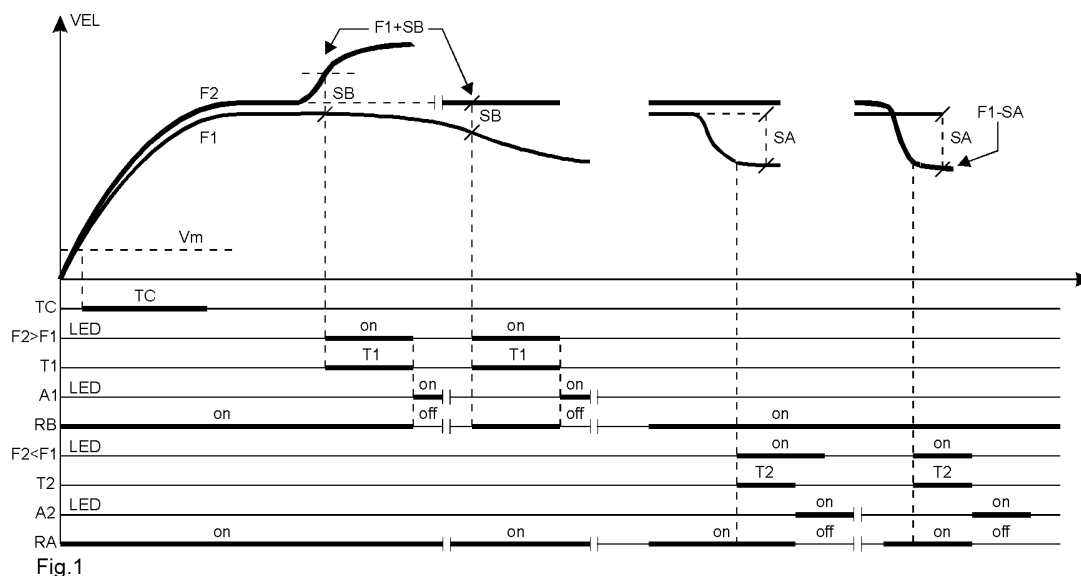 VEL
F1+SB
F2
SB
F1
SB
SA
F1-SA
SA
Vm
TC TC
F2>F1 LED on on
T1 T1 T1
A1 LED on on
RB on off off on
F2<F1 LED on on
T2 T2 T2
A2 LED on on
RA on on on off on off
Fig.1